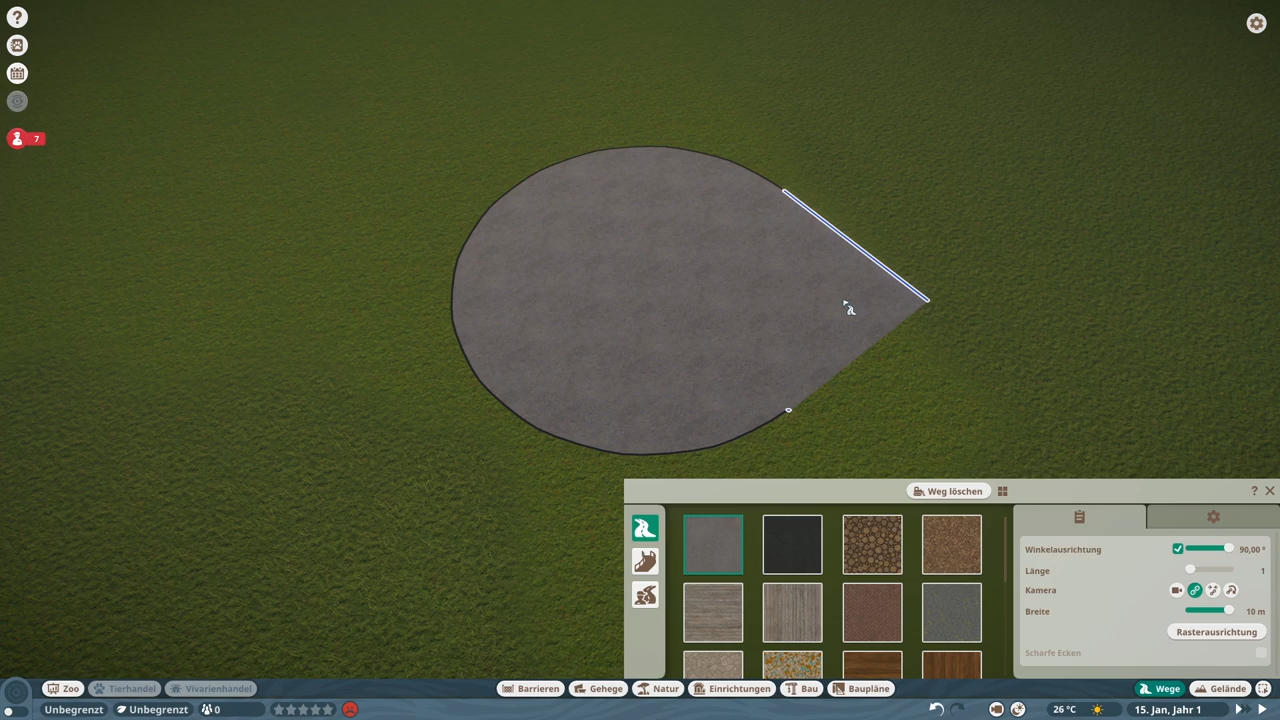 ?
7
Weg löschen
?
Winkelausrichtung 90,00 °
Länge 1
Kamera
Breite 10 m
Rasterausrichtung
Scharfe Ecken
Zoo Tierhandel Vivarienhandel Barrieren Gehege Natur Einrichtungen Bau Baupläne Wege Gelände
Unbegrenzt Unbegrenzt 0 26 °C 15. Jan, Jahr 1